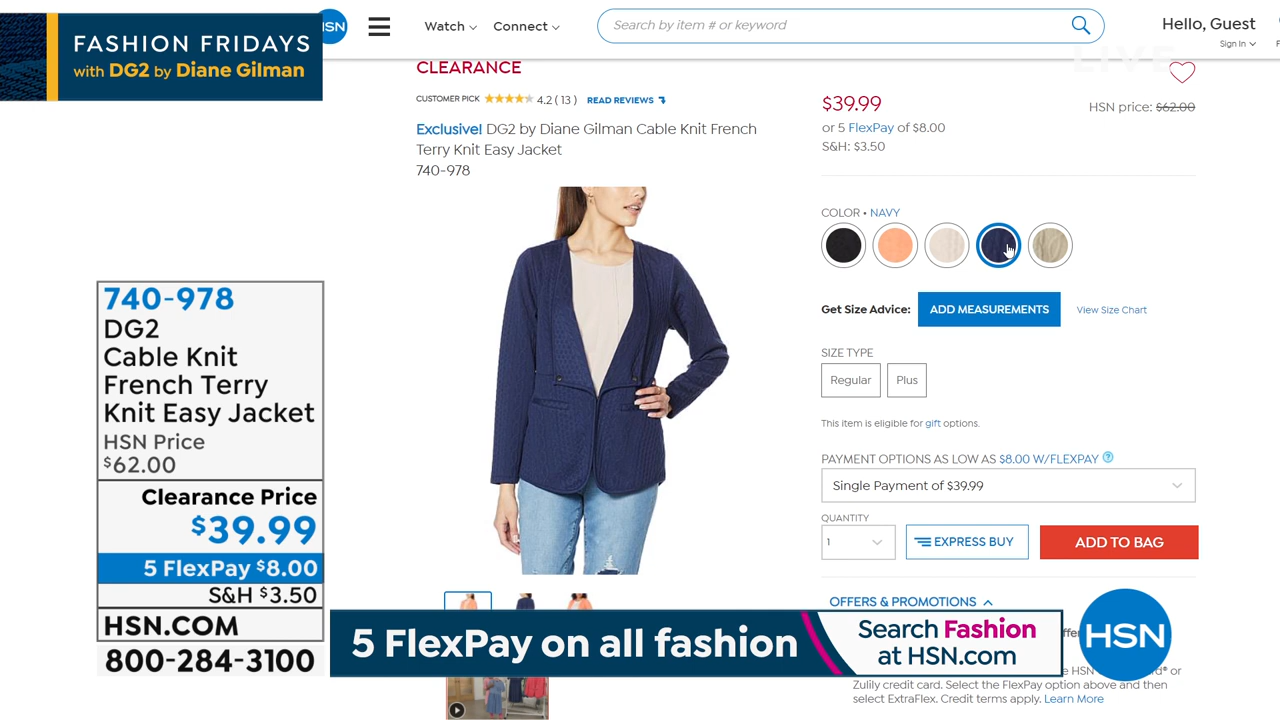 FASHION FRIDAYS
with DG2 by Diane Gilman
HSN
Watch
Connect
Search by item # or keyword
Hello, Guest
Sign In
LIVE
CLEARANCE
CUSTOMER PICK 4.2 ( 13 ) READ REVIEWS
Exclusive! DG2 by Diane Gilman Cable Knit French
Terry Knit Easy Jacket
740-978
$39.99
HSN price: $62.00
or 5 FlexPay of $8.00
S&H: $3.50
COLOR • NAVY
Get Size Advice:
ADD MEASUREMENTS
View Size Chart
SIZE TYPE
Regular
Plus
This item is eligible for gift options.
PAYMENT OPTIONS AS LOW AS $8.00 W/FLEXPAY ?
Single Payment of $39.99
QUANTITY
1
EXPRESS BUY
ADD TO BAG
OFFERS & PROMOTIONS
740-978
DG2
Cable Knit
French Terry
Knit Easy Jacket
HSN Price
$62.00
Clearance Price
$39.99
5 FlexPay $8.00
S&H $3.50
HSN.COM
800-284-3100
5 FlexPay on all fashion
Search Fashion
at HSN.com
HSN
HSN
® or
Zulily credit card. Select the FlexPay option above and then
select ExtraFlex. Credit terms apply. Learn More